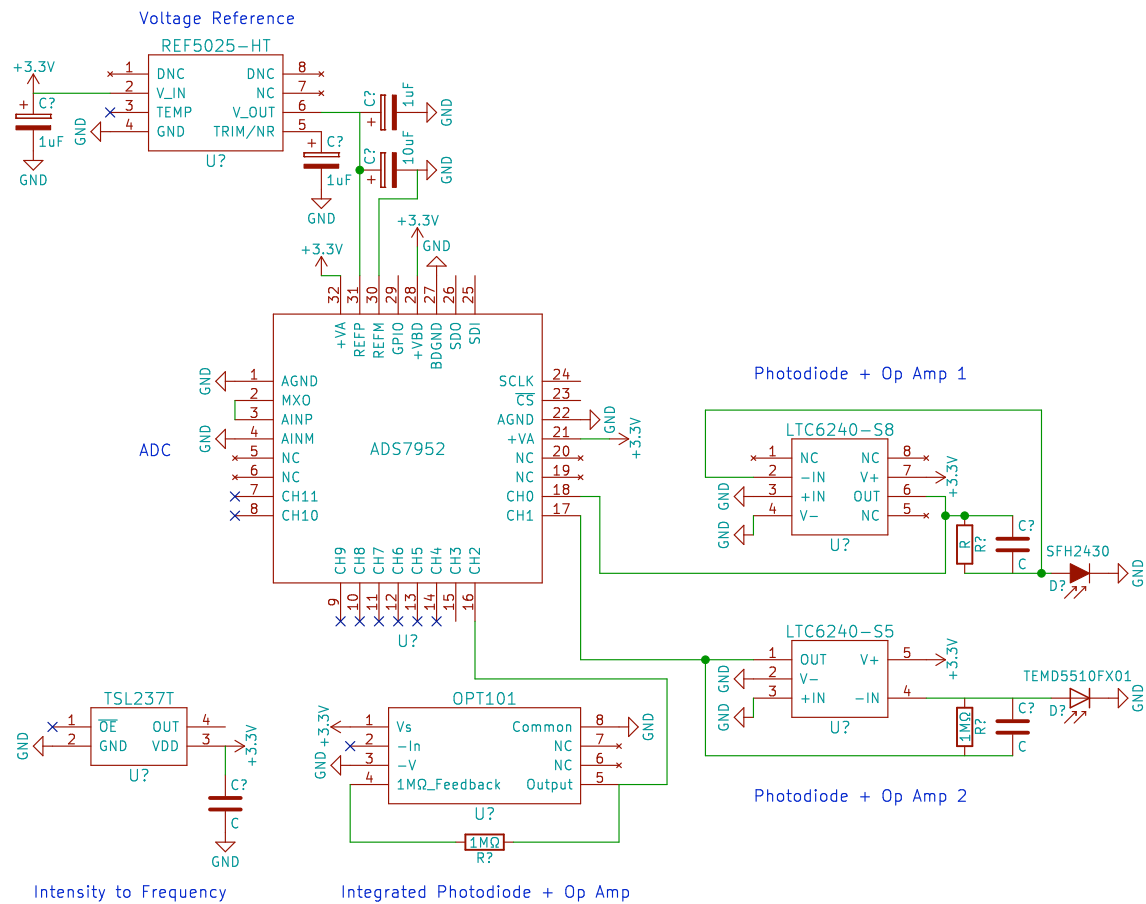 Voltage Reference
REF5025-HT
+3.3V
1 DNC DNC 8
2 V_IN NC 7
3 TEMP V_OUT 6
4 GND TRIM/NR 5
U?
C?
1uF
GND
GND
C?
1uF
GND
C?
1uF
GND
C?
10uF
GND
+3.3V
+3.3V
GND
32 31 30 29 28 27 26 25
+VA REFP REFM GPIO +VBD BDGND SDO SDI
ADC
ADS7952
GND
1 AGND SCLK 24
2 MXO CS 23
3 AINP AGND 22
GND
GND
4 AINM +VA 21
+3.3V
5 NC NC 20
6 NC NC 19
7 CH11 CH0 18
8 CH10 CH1 17
CH9 CH8 CH7 CH6 CH5 CH4 CH3 CH2
9 10 11 12 13 14 15 16
U?
Photodiode + Op Amp 1
LTC6240-S8
1 NC NC 8
2 -IN V+ 7
+3.3V
GND
3 +IN OUT 6
GND
4 V- NC 5
U?
R
R?
C?
C
SFH2430
D?
GND
LTC6240-S5
1 OUT V+ 5
+3.3V
GND
2 V-
GND
3 +IN -IN 4
U?
1MΩ
R?
C?
C
TEMD5510FX01
D?
GND
Photodiode + Op Amp 2
TSL237T
1 OE OUT 4
GND
2 GND VDD 3
+3.3V
U?
C?
C
GND
Intensity to Frequency
OPT101
+3.3V
1 Vs Common 8
GND
2 -In NC 7
GND
3 -V NC 6
4 1MΩ_Feedback Output 5
U?
1MΩ
R?
Integrated Photodiode + Op Amp